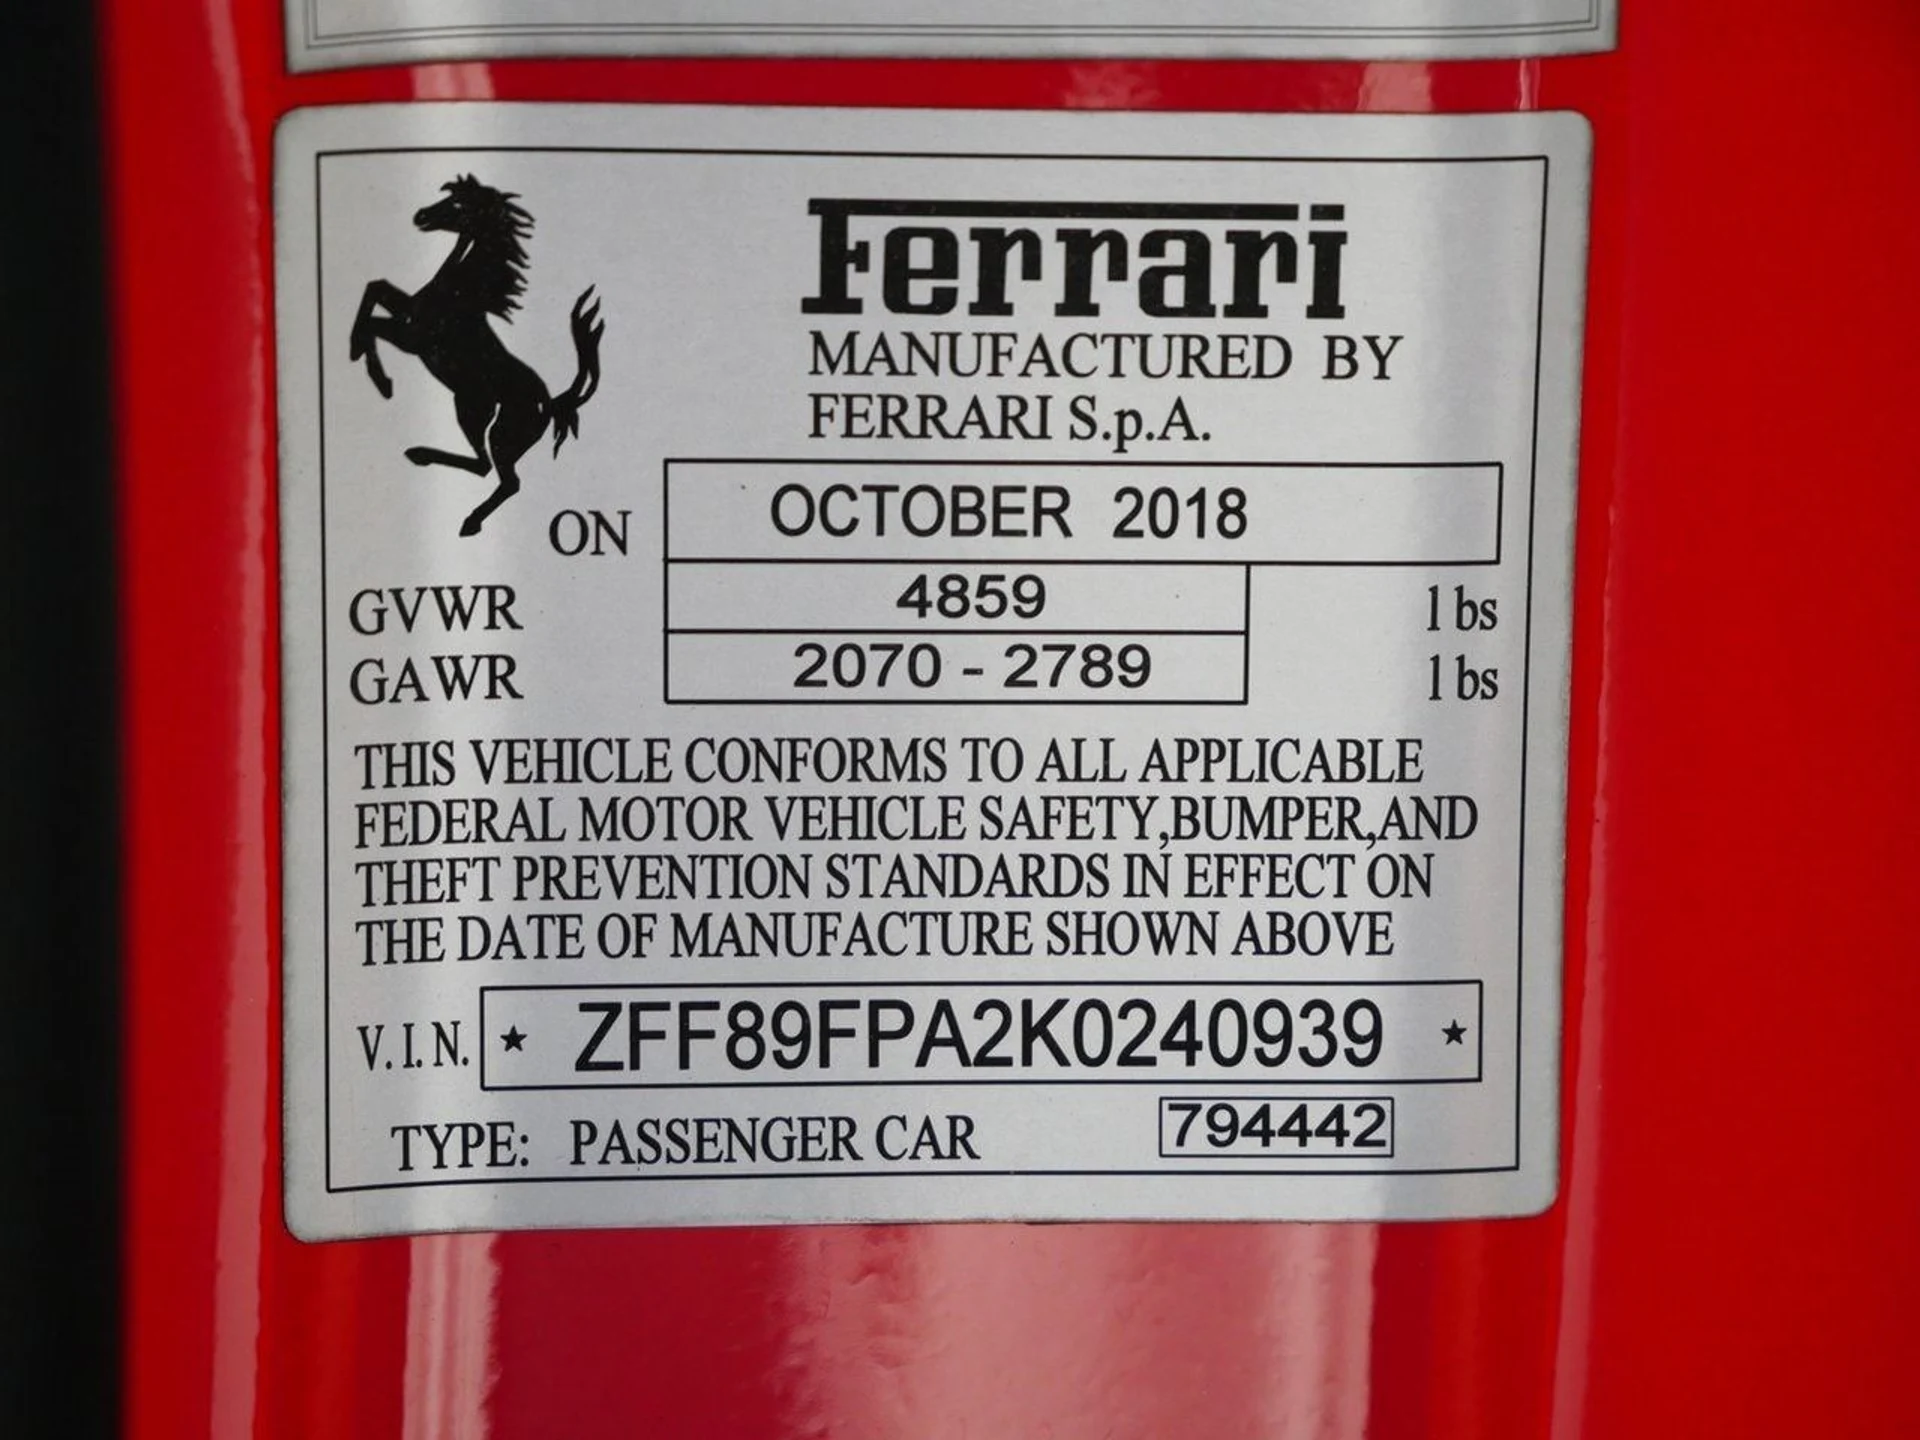 Ferrari
MANUFACTURED BY
FERRARI S.p.A.
ON OCTOBER 2018
GVWR 4859 lbs
GAWR 2070 - 2789 lbs
THIS VEHICLE CONFORMS TO ALL APPLICABLE
FEDERAL MOTOR VEHICLE SAFETY,BUMPER,AND
THEFT PREVENTION STANDARDS IN EFFECT ON
THE DATE OF MANUFACTURE SHOWN ABOVE
V.I.N. ★ ZFF89FPA2K0240939 ★
TYPE: PASSENGER CAR 794442